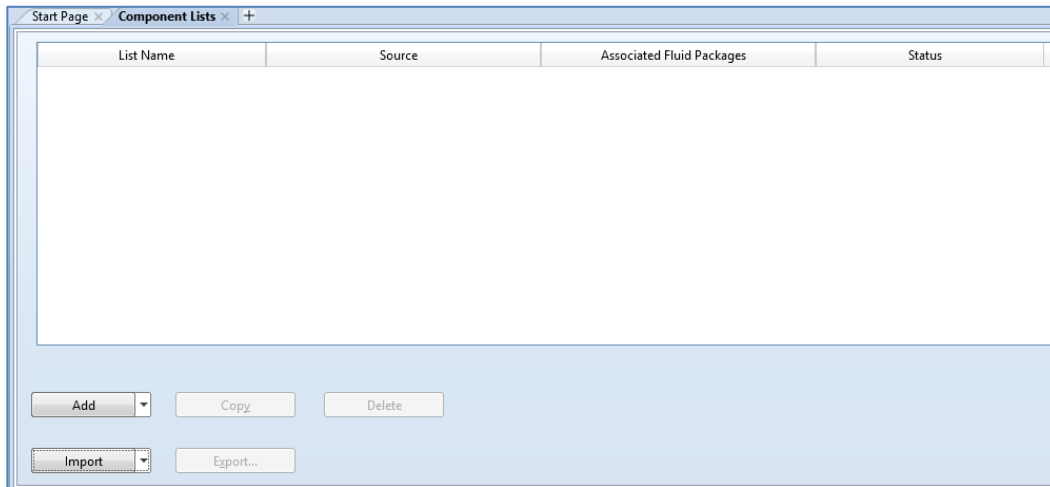 Start Page Component Lists
List Name Source Associated Fluid Packages Status
Add Copy Delete
Import Export...